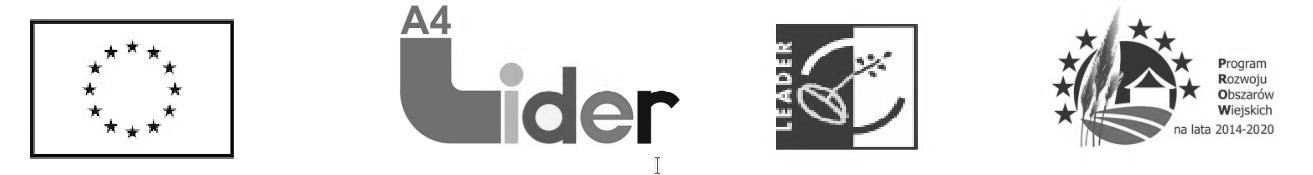 A4
Lider
LEADER
Program
Rozwoju
Obszarów
Wiejskich
na lata 2014-2020